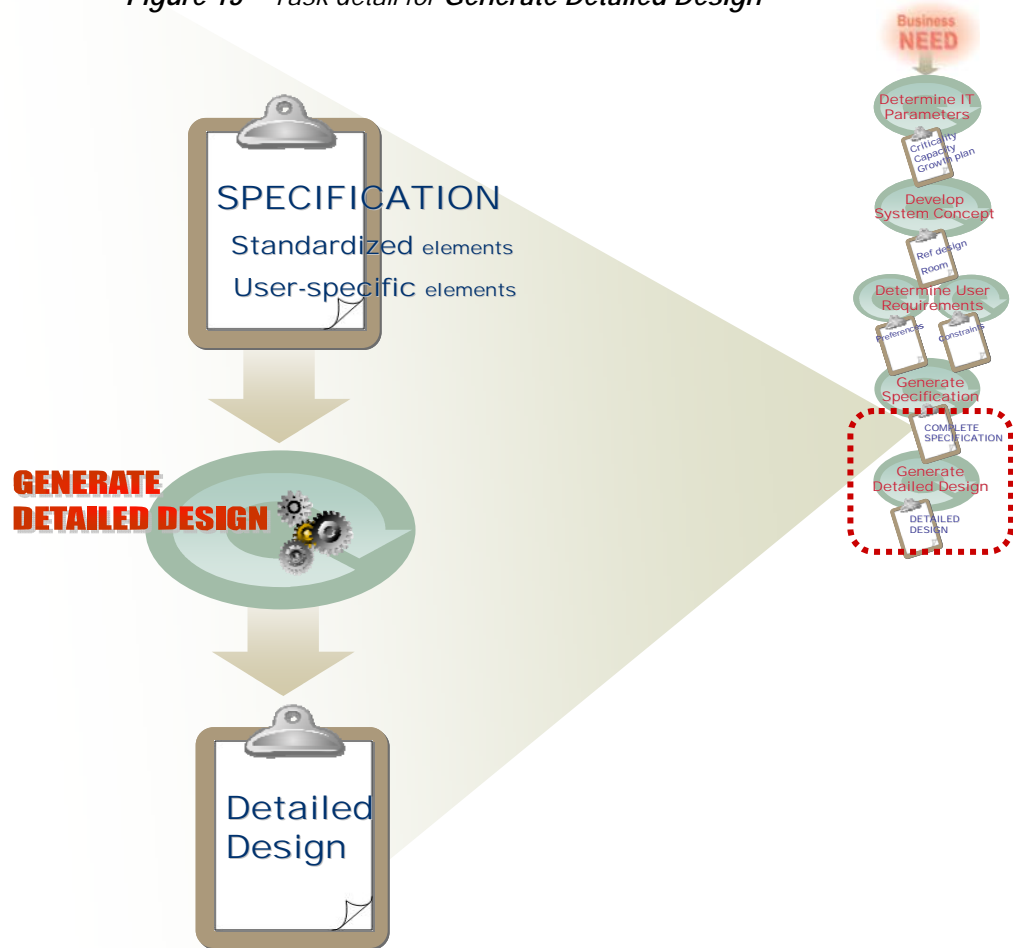 Figure 15 – Task detail for Generate Detailed Design
SPECIFICATION
Standardized elements
User-specific elements
GENERATE
DETAILED DESIGN
Detailed
Design
Business
NEED
Determine IT
Parameters
Criticality
Capacity
Growth plan
Develop
System Concept
Ref design
Room
Determine User
Requirements
Preferences
Constraints
Generate
Specification
COMPLETE
SPECIFICATION
Generate
Detailed Design
DETAILED
DESIGN